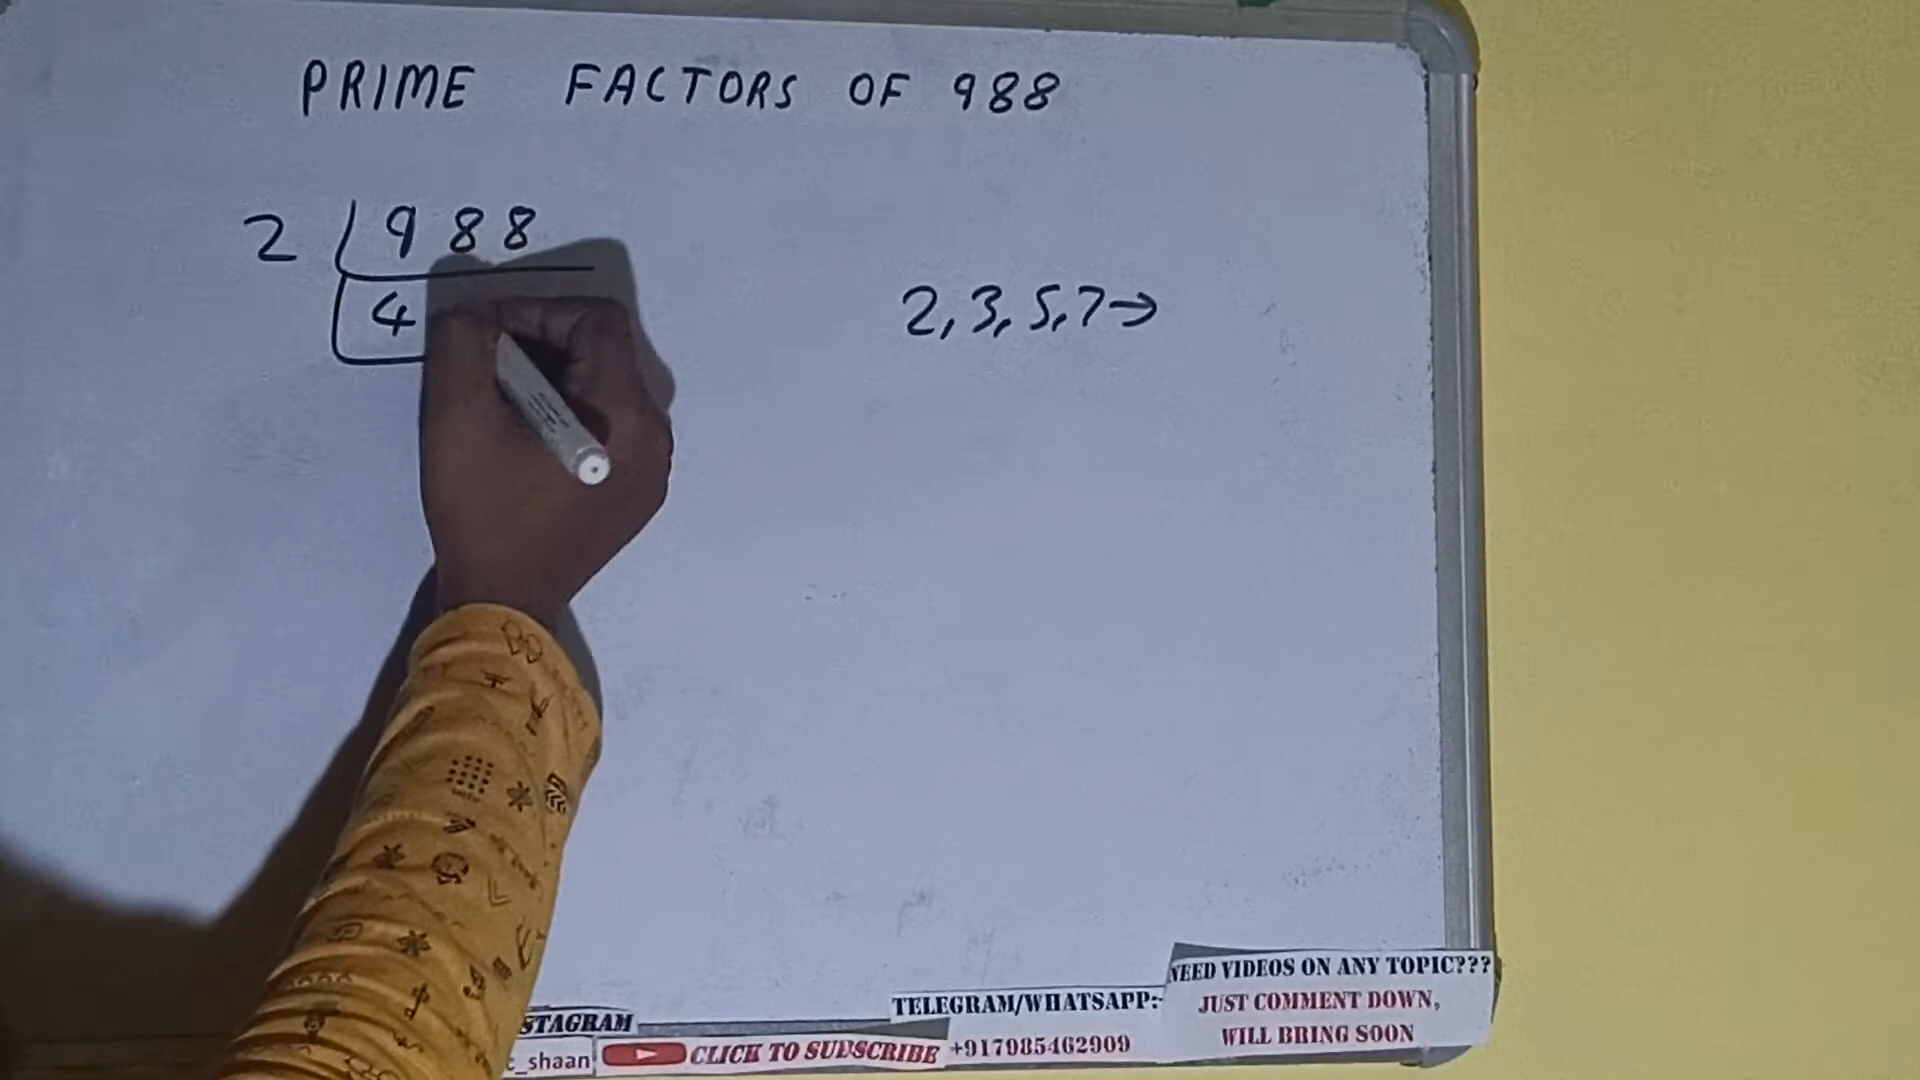 PRIME FACTORS OF 988
2 988
4
2,3,5,7→
NEED VIDEOS ON ANY TOPIC???
JUST COMMENT DOWN,
WILL BRING SOON
TELEGRAM/WHATSAPP:-
+917985462909
STAGRAM
c_shaan
CLICK TO SUBSCRIBE